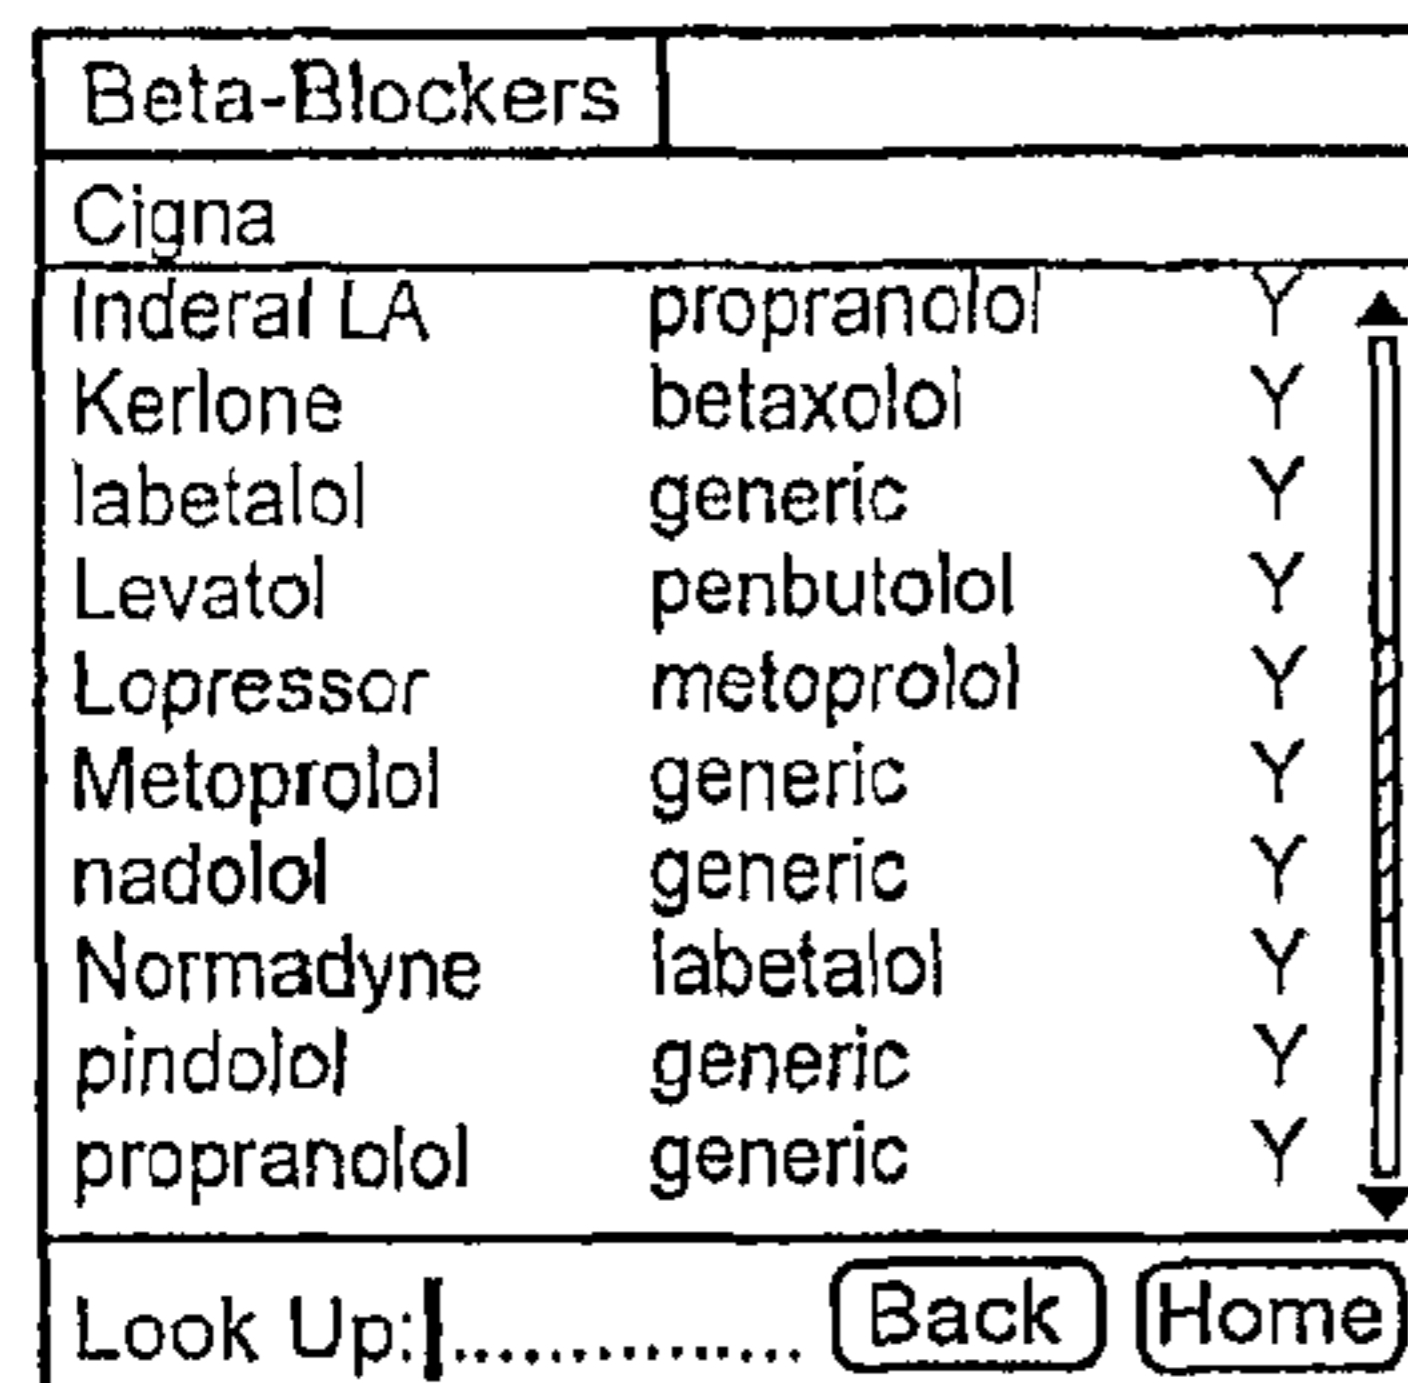 Beta-Blockers
Cigna
Inderal LA propranolol Y
Kerlone betaxolol Y
labetalol generic Y
Levatol penbutolol Y
Lopressor metoprolol Y
Metoprolol generic Y
nadolol generic Y
Normadyne labetalol Y
pindolol generic Y
propranolol generic Y
Look Up: ............... Back Home